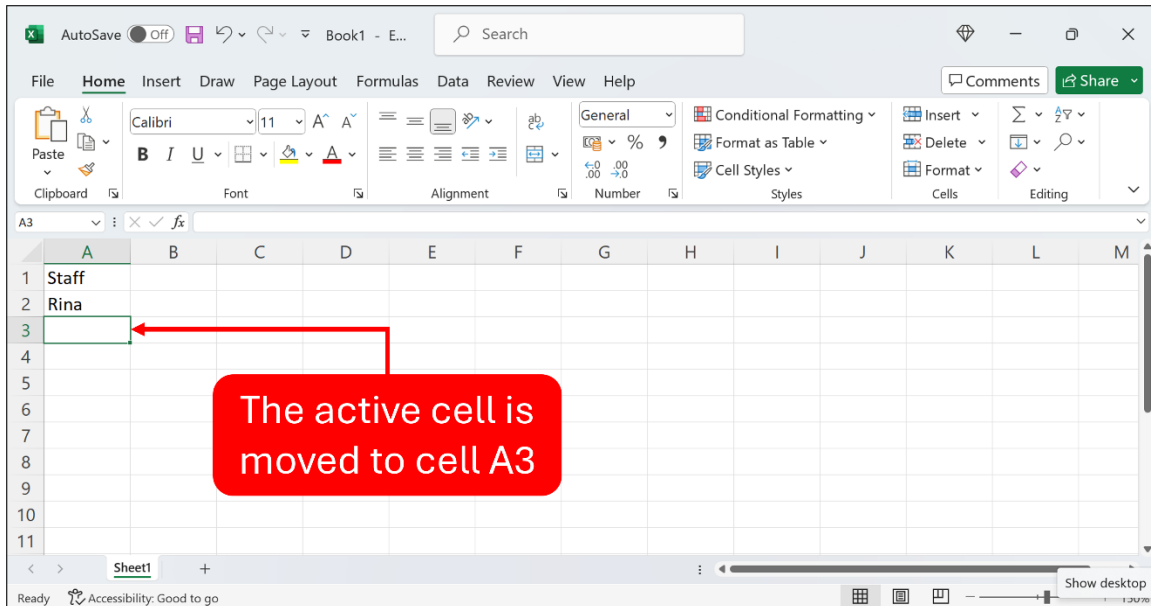 AutoSave Off Book1 - E... Search
File Home Insert Draw Page Layout Formulas Data Review View Help Comments Share
Calibri 11 A^ A˅ ab General Conditional Formatting Insert
Paste B I U A % , Format as Table Delete
.00 .00 Cell Styles Format
Clipboard Font Alignment Number Styles Cells Editing
A3 fx
A B C D E F G H I J K L M
1 Staff
2 Rina
3
4
5
6 The active cell is
7
8 moved to cell A3
9
10
11
Sheet1 +
Show desktop
Ready Accessibility: Good to go